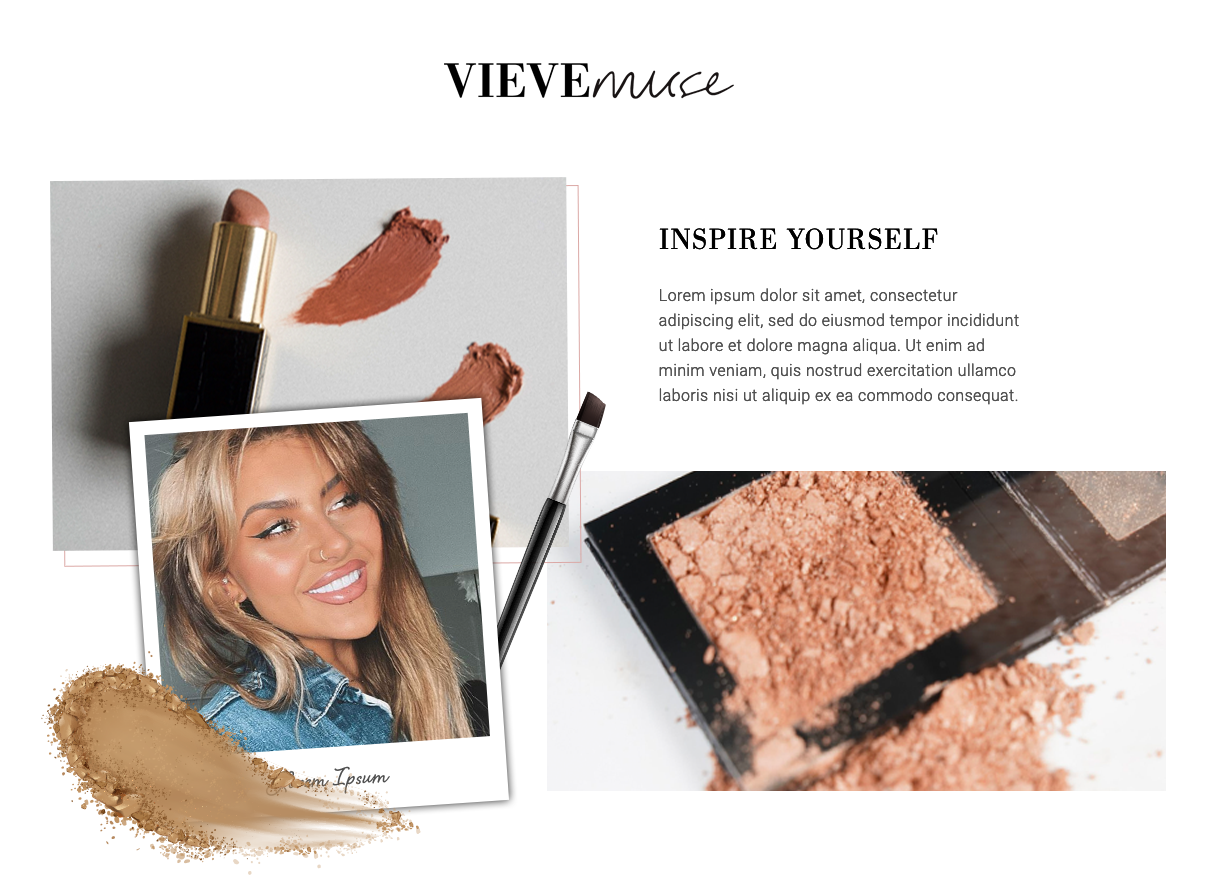 VIEVEmuse
INSPIRE YOURSELF
Lorem ipsum dolor sit amet, consectetur
adipiscing elit, sed do eiusmod tempor incididunt
ut labore et dolore magna aliqua. Ut enim ad
minim veniam, quis nostrud exercitation ullamco
laboris nisi ut aliquip ex ea commodo consequat.
Lorem Ipsum